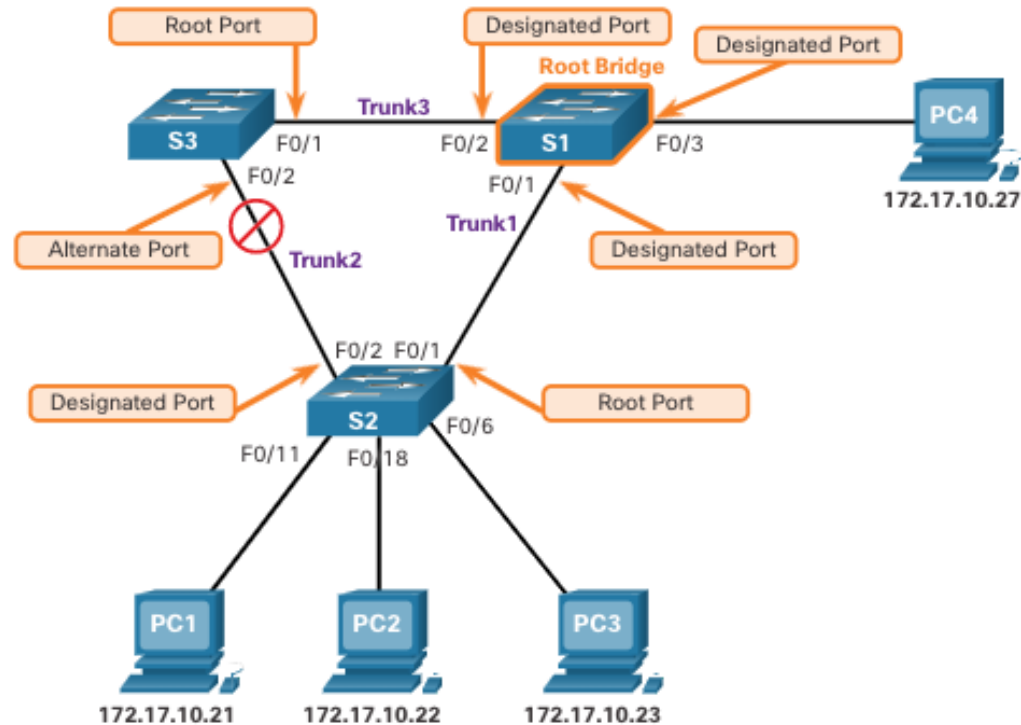 Root Port
Designated Port
Designated Port
Root Bridge
Trunk3
S3
F0/1
F0/2
S1
F0/3
PC4
172.17.10.27
F0/2
F0/1
Alternate Port
Trunk1
Designated Port
Trunk2
F0/2
F0/1
Designated Port
Root Port
S2
F0/6
F0/11
F0/18
PC1
PC2
PC3
172.17.10.21
172.17.10.22
172.17.10.23